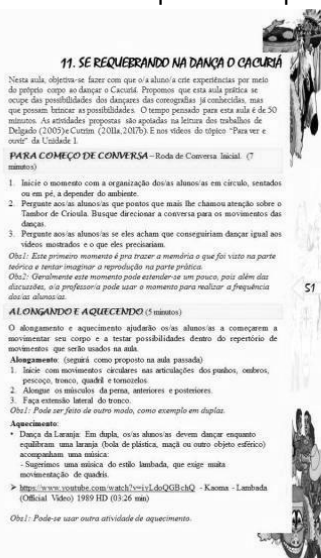 11. SE REQUEBRANDO NA DANÇA O CACURIÁ
Nesta aula, objetiva-se fazer com que o/a aluno/a crie experiências por meio
do próprio corpo ao dançar o Cacuriá. Propomos que esta aula prática se
ocupe das possibilidades dos dançares das coreografias já conhecidas, mas
que possam brincar as possibilidades. O tempo pensado para esta aula é de 50
minutos. As atividades propostas são apoiadas na leitura dos trabalhos de
Delgado (2005) e Cutrim (2011a, 2017b). E nos vídeos do tópico “Para ver e
ouvir” da Unidade I.
PARA COMEÇO DE CONVERSA – Roda de Conversa Inicial. (7
minutos)
1. Inicie o momento com a organização dos/as alunos/as em círculo, sentados
ou em pé, a depender do ambiente.
2. Pergunte aos/as alunos/as que pontos que mais lhe chamou atenção sobre o
Tambor de Crioula. Busque direcionar a conversa para os movimentos das
danças.
3. Pergunte aos/as alunos/as se eles acham que conseguiriam dançar igual aos
vídeos mostrados e o que eles precisariam.
Obs1: Este primeiro momento é pra trazer a memória o que foi visto na parte
teórica e tentar imaginar a reprodução na parte prática.
Obs2: Geralmente este momento pode estender-se um pouco, pois além das
discussões, o/a professor/a pode usar o momento para realizar a frequência
dos/as alunos/as.
51
ALONGANDO E AQUECENDO (5 minutos)
O alongamento e aquecimento ajudarão os/as alunos/as a começarem a
movimentar seu corpo e a testar possibilidades dentro do repertório de
movimentos que serão usados na aula.
Alongamento: (seguirá como proposto na aula passada)
1. Inicie com movimentos circulares nas articulações dos punhos, ombros,
pescoço, tronco, quadril e tornozelos.
2. Alongue os músculos da perna, anteriores e posteriores.
3. Faça extensão lateral do tronco.
Obs1: Pode ser feito de outro modo, como exemplo em duplas.
Aquecimento:
• Dança da Laranja: Em dupla, os/as alunos/as devem dançar enquanto
equilibram uma laranja (bola de plástica, maçã ou outro objeto esférico)
acompanham uma música:
- Sugerimos uma música do estilo lambada, que exige muita
movimentação de quadris.
➢ https://www.youtube.com/watch?v=iyLdoQGBchQ - Kaoma - Lambada
(Official Video) 1989 HD (03:26 min)
Obs1: Pode-se usar outra atividade de aquecimento.